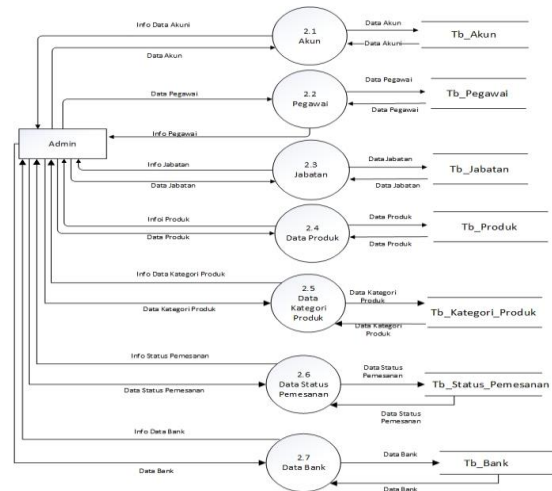 Info Data Akuni
Data Akun
2.1
Akun
Data Akun
Data Akuni
Tb_Akun
Data Pegawai
2.2
Pegawai
Data Pegawai
Data Pegawai
Tb_Pegawai
Info Pegawai
Admin
Info Jabatan
Data Jabatan
2.3
Jabatan
Data Jabatan
Data Jabatan
Tb_Jabatan
Infoi Produk
Data Produk
2.4
Data Produk
Data Produk
Data Produk
Tb_Produk
Info Data Kategori Produk
Data Kategori Produk
2.5
Data
Kategori
Produk
Data Kategori
Produk
Data Kategori
Produk
Tb_Kategori_Produk
Info Status Pemesanan
Data Status Pemesanan
2.6
Data Status
Pemesanan
Data Status
Pemesanan
Data Status
Pemasanan
Tb_Status_Pemesanan
Info Data Bank
Data Bank
2.7
Data Bank
Data Bank
Data Bank
Tb_Bank